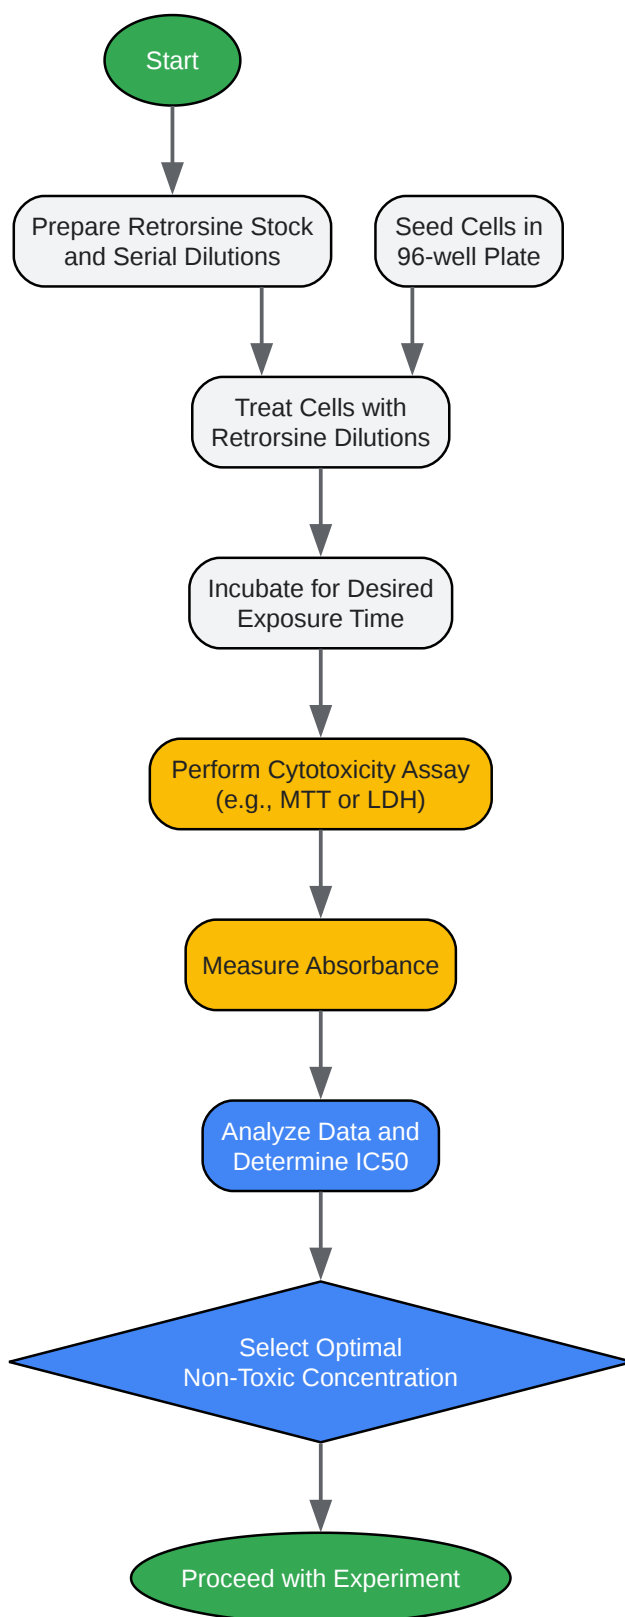 Start
Prepare Retrorsine Stock
and Serial Dilutions
Seed Cells in
96-well Plate
Treat Cells with
Retrorsine Dilutions
Incubate for Desired
Exposure Time
Perform Cytotoxicity Assay
(e.g., MTT or LDH)
Measure Absorbance
Analyze Data and
Determine IC50
Select Optimal
Non-Toxic Concentration
Proceed with Experiment